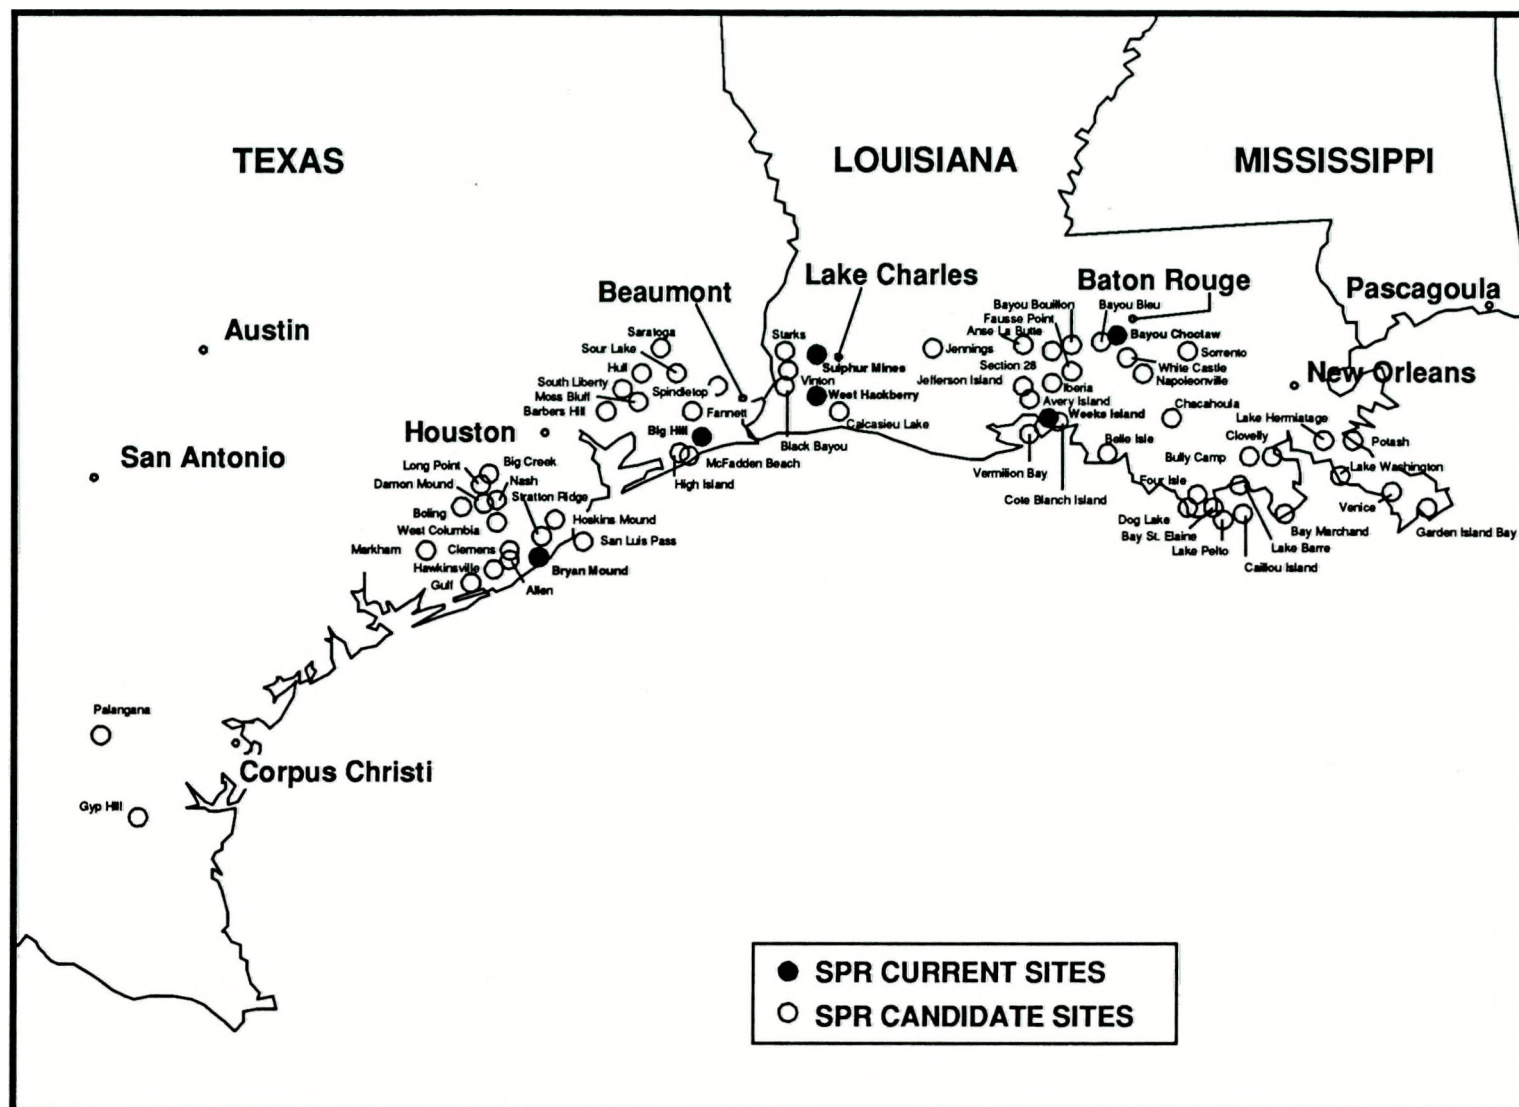 TEXAS
LOUISIANA
MISSISSIPPI
Lake Charles
Baton Rouge
Beaumont
Pascagoula
Austin
Bayou Bouillon
Bayou Bleu
Fausse Point
Saratoga
Starks
Anse La Butte
Bayou Choctaw
Sour Lake
Jennings
Sorrento
Hull
Sulphur Mines
Section 28
White Castle
New Orleans
South Liberty
Spindletop
Vinton
Jefferson Island
Iberia
Napoleonville
Moss Bluff
West Hackberry
Avery Island
Barbers Hill
Fannett
Calcasieu Lake
Weeks Island
Chacahoula
Lake Hermiatage
Houston
Big Hill
Black Bayou
Belle Isle
Clovelly
Potash
San Antonio
Long Point
Big Creek
McFadden Beach
Vermilion Bay
Bully Camp
Lake Washington
Damon Mound
Nash
High Island
Four Isle
Stratton Ridge
Cote Blanch Island
Boling
Dog Lake
Venice
West Columbia
Hoskins Mound
Bay St. Elaine
Bay Marchand
Garden Island Bay
Markham
Clemens
San Luis Pass
Lake Pelto
Lake Barre
Hawkinsville
Bryan Mound
Caillou Island
Gulf
Allen
Palangana
Corpus Christi
Gyp Hill
SPR CURRENT SITES
SPR CANDIDATE SITES